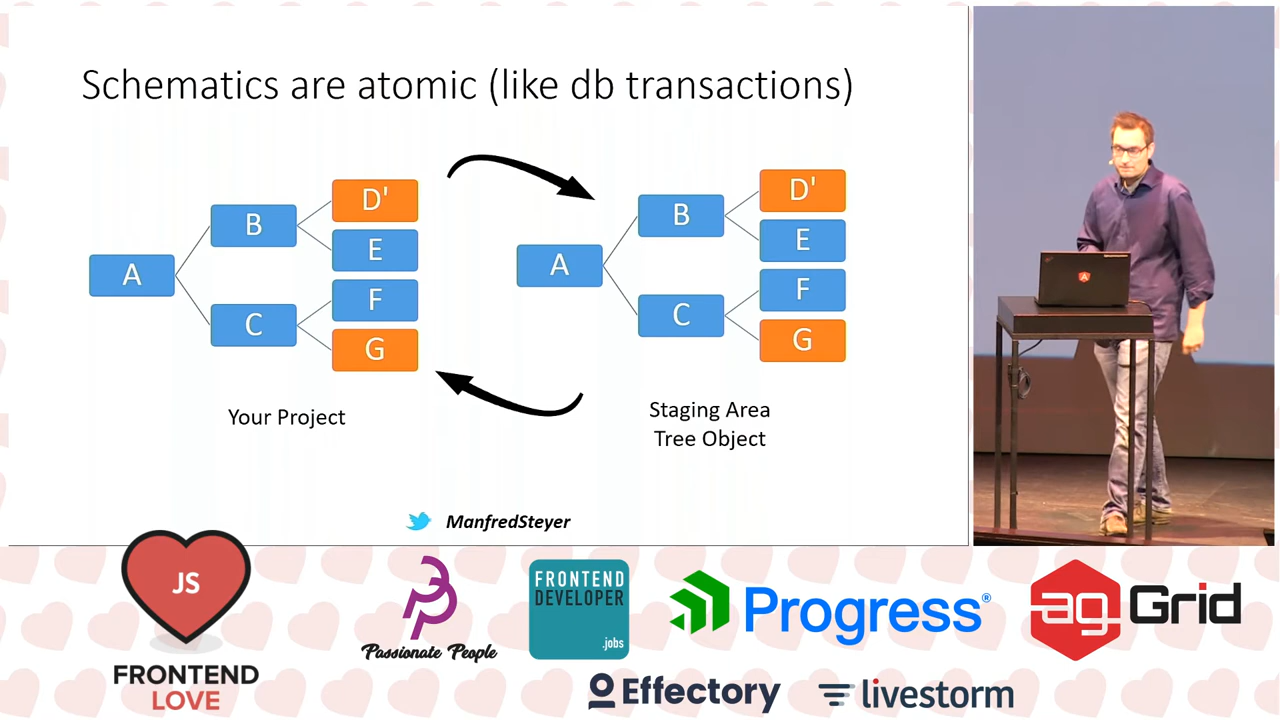 Schematics are atomic (like db transactions)
A
B
C
D'
E
F
G
Your Project
A
B
C
D'
E
F
G
Staging Area
Tree Object
ManfredSteyer
JS
FRONTEND
LOVE
Passionate People
FRONTEND
DEVELOPER
.jobs
Progress®
ag Grid
Effectory
livestorm